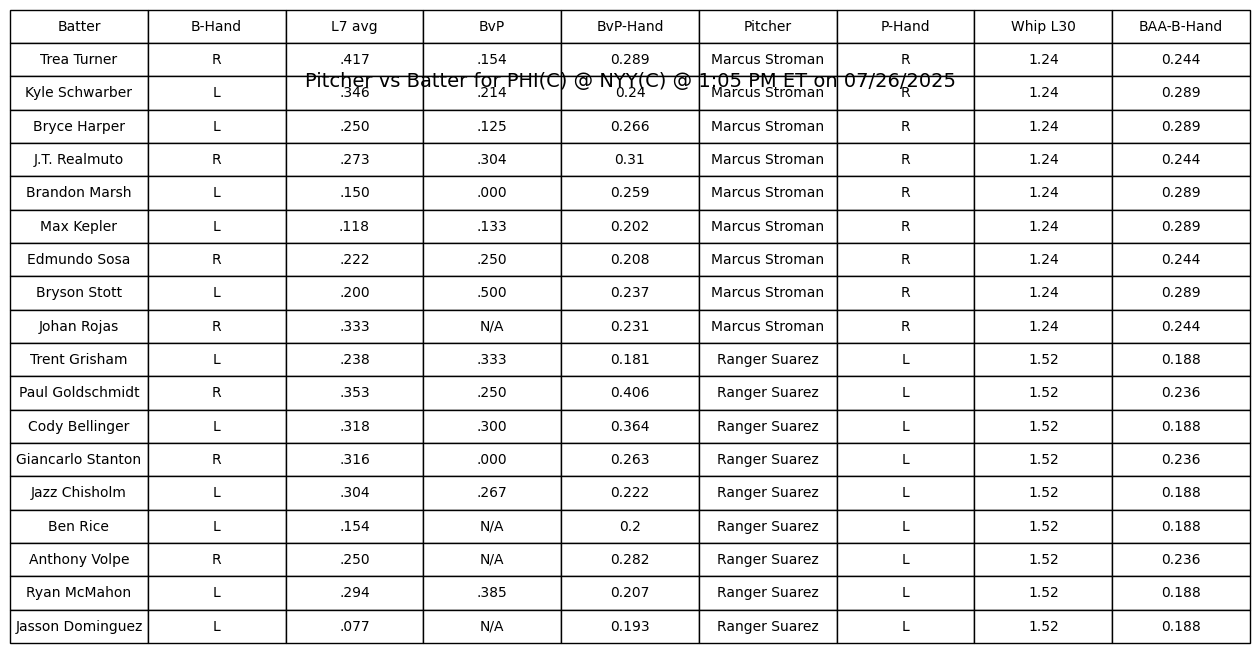 Batter B-Hand L7 avg BvP BvP-Hand Pitcher P-Hand Whip L30 BAA-B-Hand
Trea Turner R .417 .154 0.289 Marcus Stroman R 1.24 0.244
Pitcher vs Batter for PHI(C) @ NYY(C) @ 1:05 PM ET on 07/26/2025
Kyle Schwarber L .346 .214 0.24 Marcus Stroman R 1.24 0.289
Bryce Harper L .250 .125 0.266 Marcus Stroman R 1.24 0.289
J.T. Realmuto R .273 .304 0.31 Marcus Stroman R 1.24 0.244
Brandon Marsh L .150 .000 0.259 Marcus Stroman R 1.24 0.289
Max Kepler L .118 .133 0.202 Marcus Stroman R 1.24 0.289
Edmundo Sosa R .222 .250 0.208 Marcus Stroman R 1.24 0.244
Bryson Stott L .200 .500 0.237 Marcus Stroman R 1.24 0.289
Johan Rojas R .333 N/A 0.231 Marcus Stroman R 1.24 0.244
Trent Grisham L .238 .333 0.181 Ranger Suarez L 1.52 0.188
Paul Goldschmidt R .353 .250 0.406 Ranger Suarez L 1.52 0.236
Cody Bellinger L .318 .300 0.364 Ranger Suarez L 1.52 0.188
Giancarlo Stanton R .316 .000 0.263 Ranger Suarez L 1.52 0.236
Jazz Chisholm L .304 .267 0.222 Ranger Suarez L 1.52 0.188
Ben Rice L .154 N/A 0.2 Ranger Suarez L 1.52 0.188
Anthony Volpe R .250 N/A 0.282 Ranger Suarez L 1.52 0.236
Ryan McMahon L .294 .385 0.207 Ranger Suarez L 1.52 0.188
Jasson Dominguez L .077 N/A 0.193 Ranger Suarez L 1.52 0.188